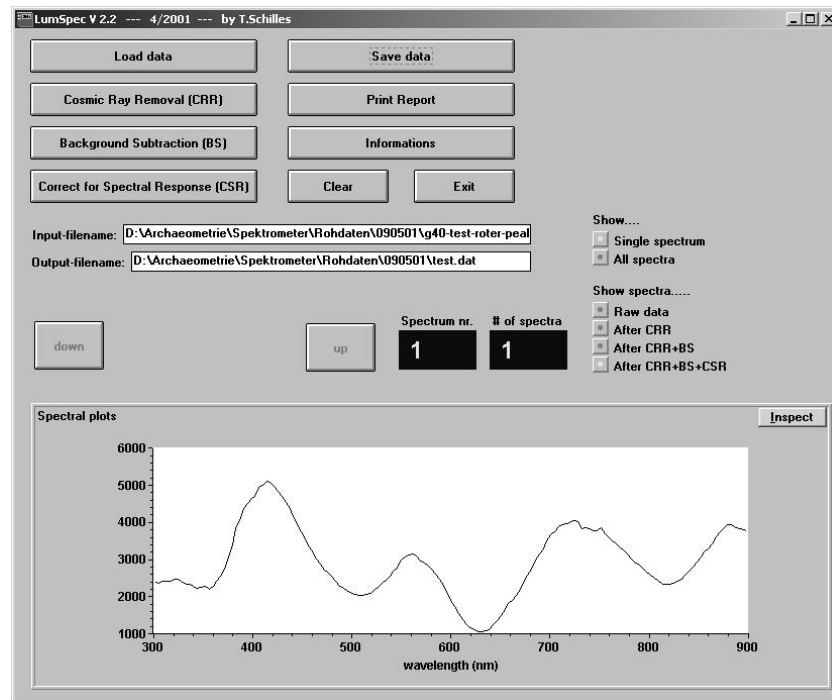 LumSpec V 2.2 --- 4/2001 --- by T.Schilles
Load data
Save data
Cosmic Ray Removal (CRR)
Print Report
Background Subtraction (BS)
Informations
Correct for Spectral Response (CSR)
Clear
Exit
Input-filename: D:\Archaeometrie\Spektrometer\Rohdaten\090501\g40-test-roter-peal
Output-filename: D:\Archaeometrie\Spektrometer\Rohdaten\090501\test.dat
Show....
Single spectrum
All spectra
Show spectra.....
Raw data
After CRR
After CRR+BS
After CRR+BS+CSR
down
up
Spectrum nr.
1
# of spectra
1
Spectral plots
Inspect
6000
5000
4000
3000
2000
1000
300 400 500 600 700 800 900
wavelength (nm)